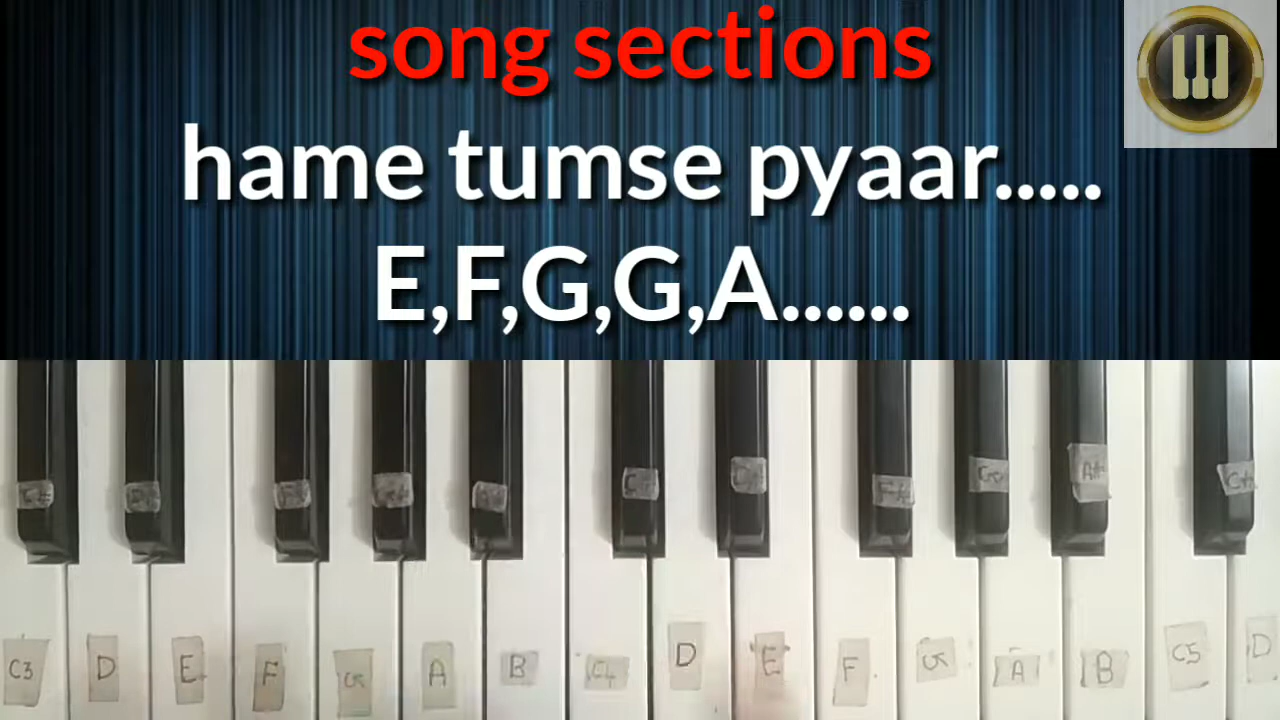 song sections
hame tumse pyaar.....
E,F,G,G,A......
C# D# F# G# A# C# F# G# A# C#
C3 D E F G A B C4 D E F G A B C5 D